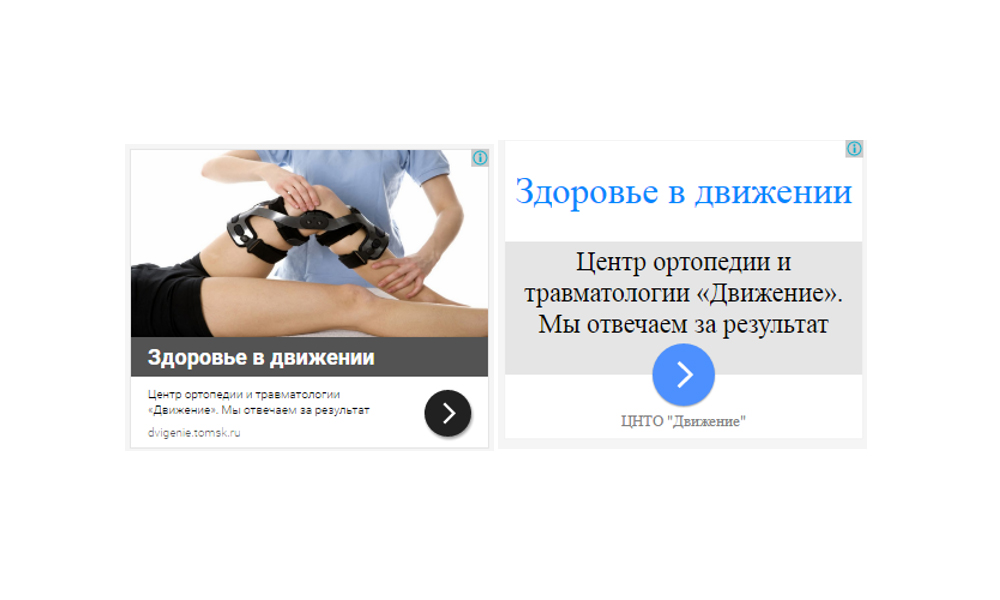 Здоровье в движении
Центр ортопедии и травматологии
«Движение». Мы отвечаем за результат
dvigenie.tomsk.ru
Здоровье в движении
Центр ортопедии и
травматологии «Движение».
Мы отвечаем за результат
ЦНТО "Движение"